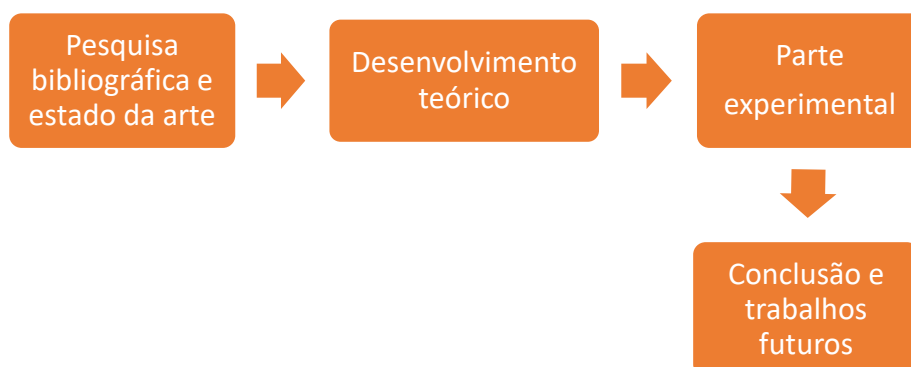 Pesquisa
bibliográfica e
estado da arte
Desenvolvimento
teórico
Parte
experimental
Conclusão e
trabalhos
futuros